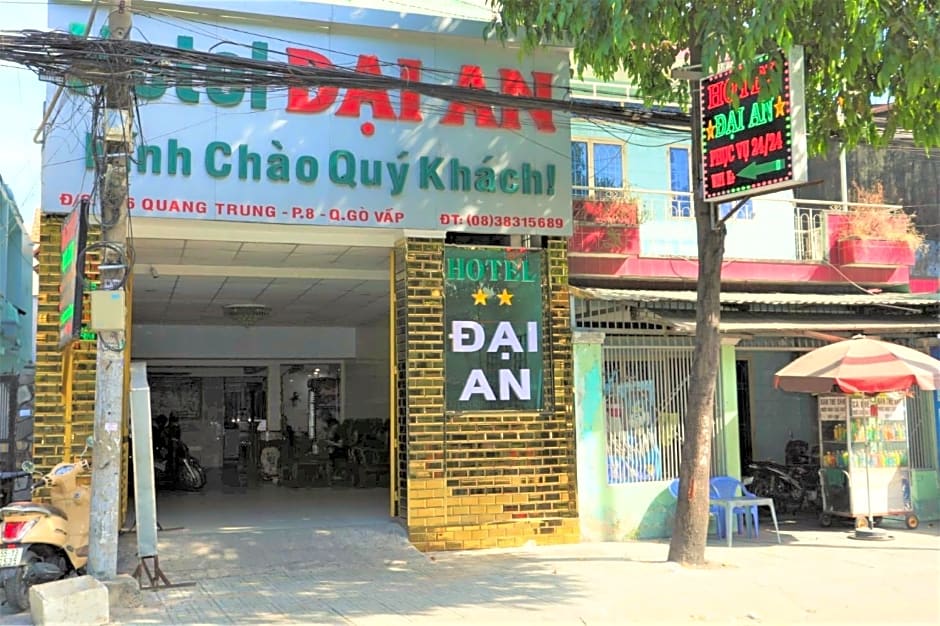 Hotel ĐẠI AN
Kính Chào Quý Khách!
QUANG TRUNG - P.8 - Q.GÒ VẤP ĐT: (08)38315689
HOTEL
ĐẠI
AN
ĐẠI AN
PHỤC VỤ 24/24